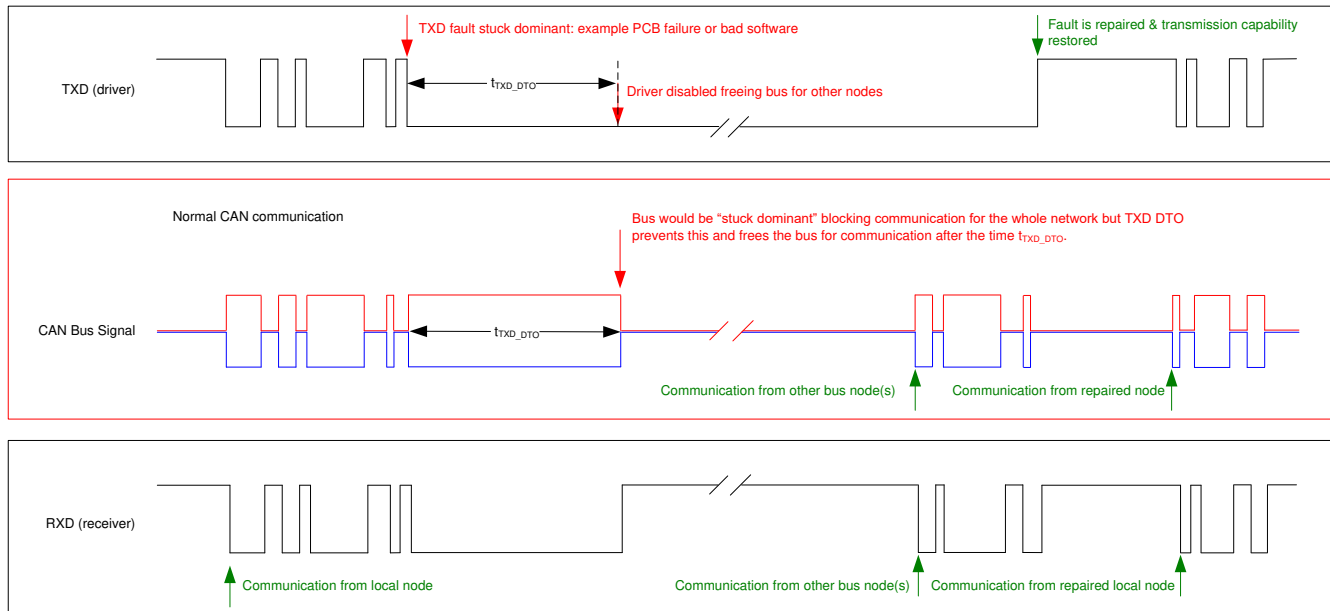 TXD fault stuck dominant: example PCB failure or bad software
Fault is repaired & transmission capability
restored
TXD (driver)
tTXD_DTO
Driver disabled freeing bus for other nodes
Normal CAN communication
Bus would be “stuck dominant” blocking communication for the whole network but TXD DTO
prevents this and frees the bus for communication after the time tTXD_DTO.
CAN Bus Signal
tTXD_DTO
Communication from other bus node(s)
Communication from repaired node
RXD (receiver)
Communication from local node
Communication from other bus node(s)
Communication from repaired local node